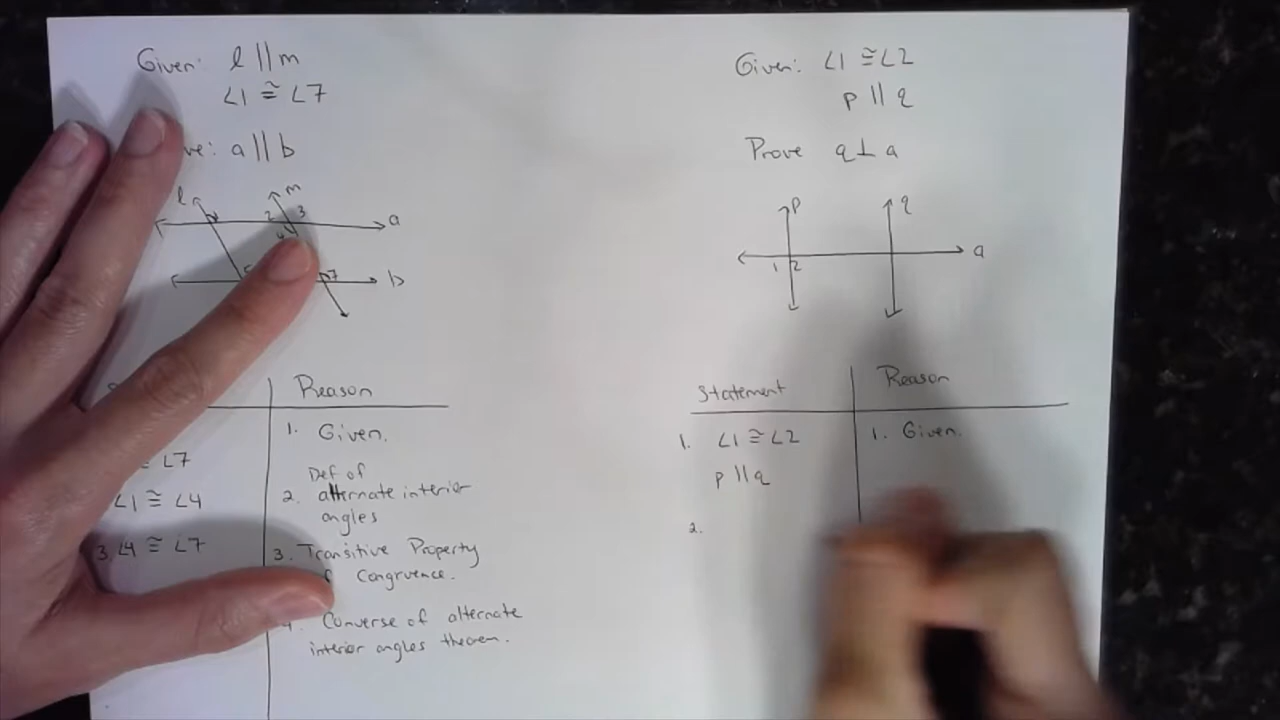 Given: l || m
∠1 ≅ ∠7
ve: a || b
l
m
2
3
a
4
7
b
Reason
1. Given.
≅ ∠7
Def of
∠1 ≅ ∠4
2. alternate interior
angles
3. ∠4 ≅ ∠7
3. Transitive Property
Congruence.
4. Converse of alternate
interior angles theorem.
Given: ∠1 ≅ ∠2
p || q
Prove q ⊥ a
p
q
a
1 2
Statement
Reason
1. ∠1 ≅ ∠2
1. Given.
p || q
2.